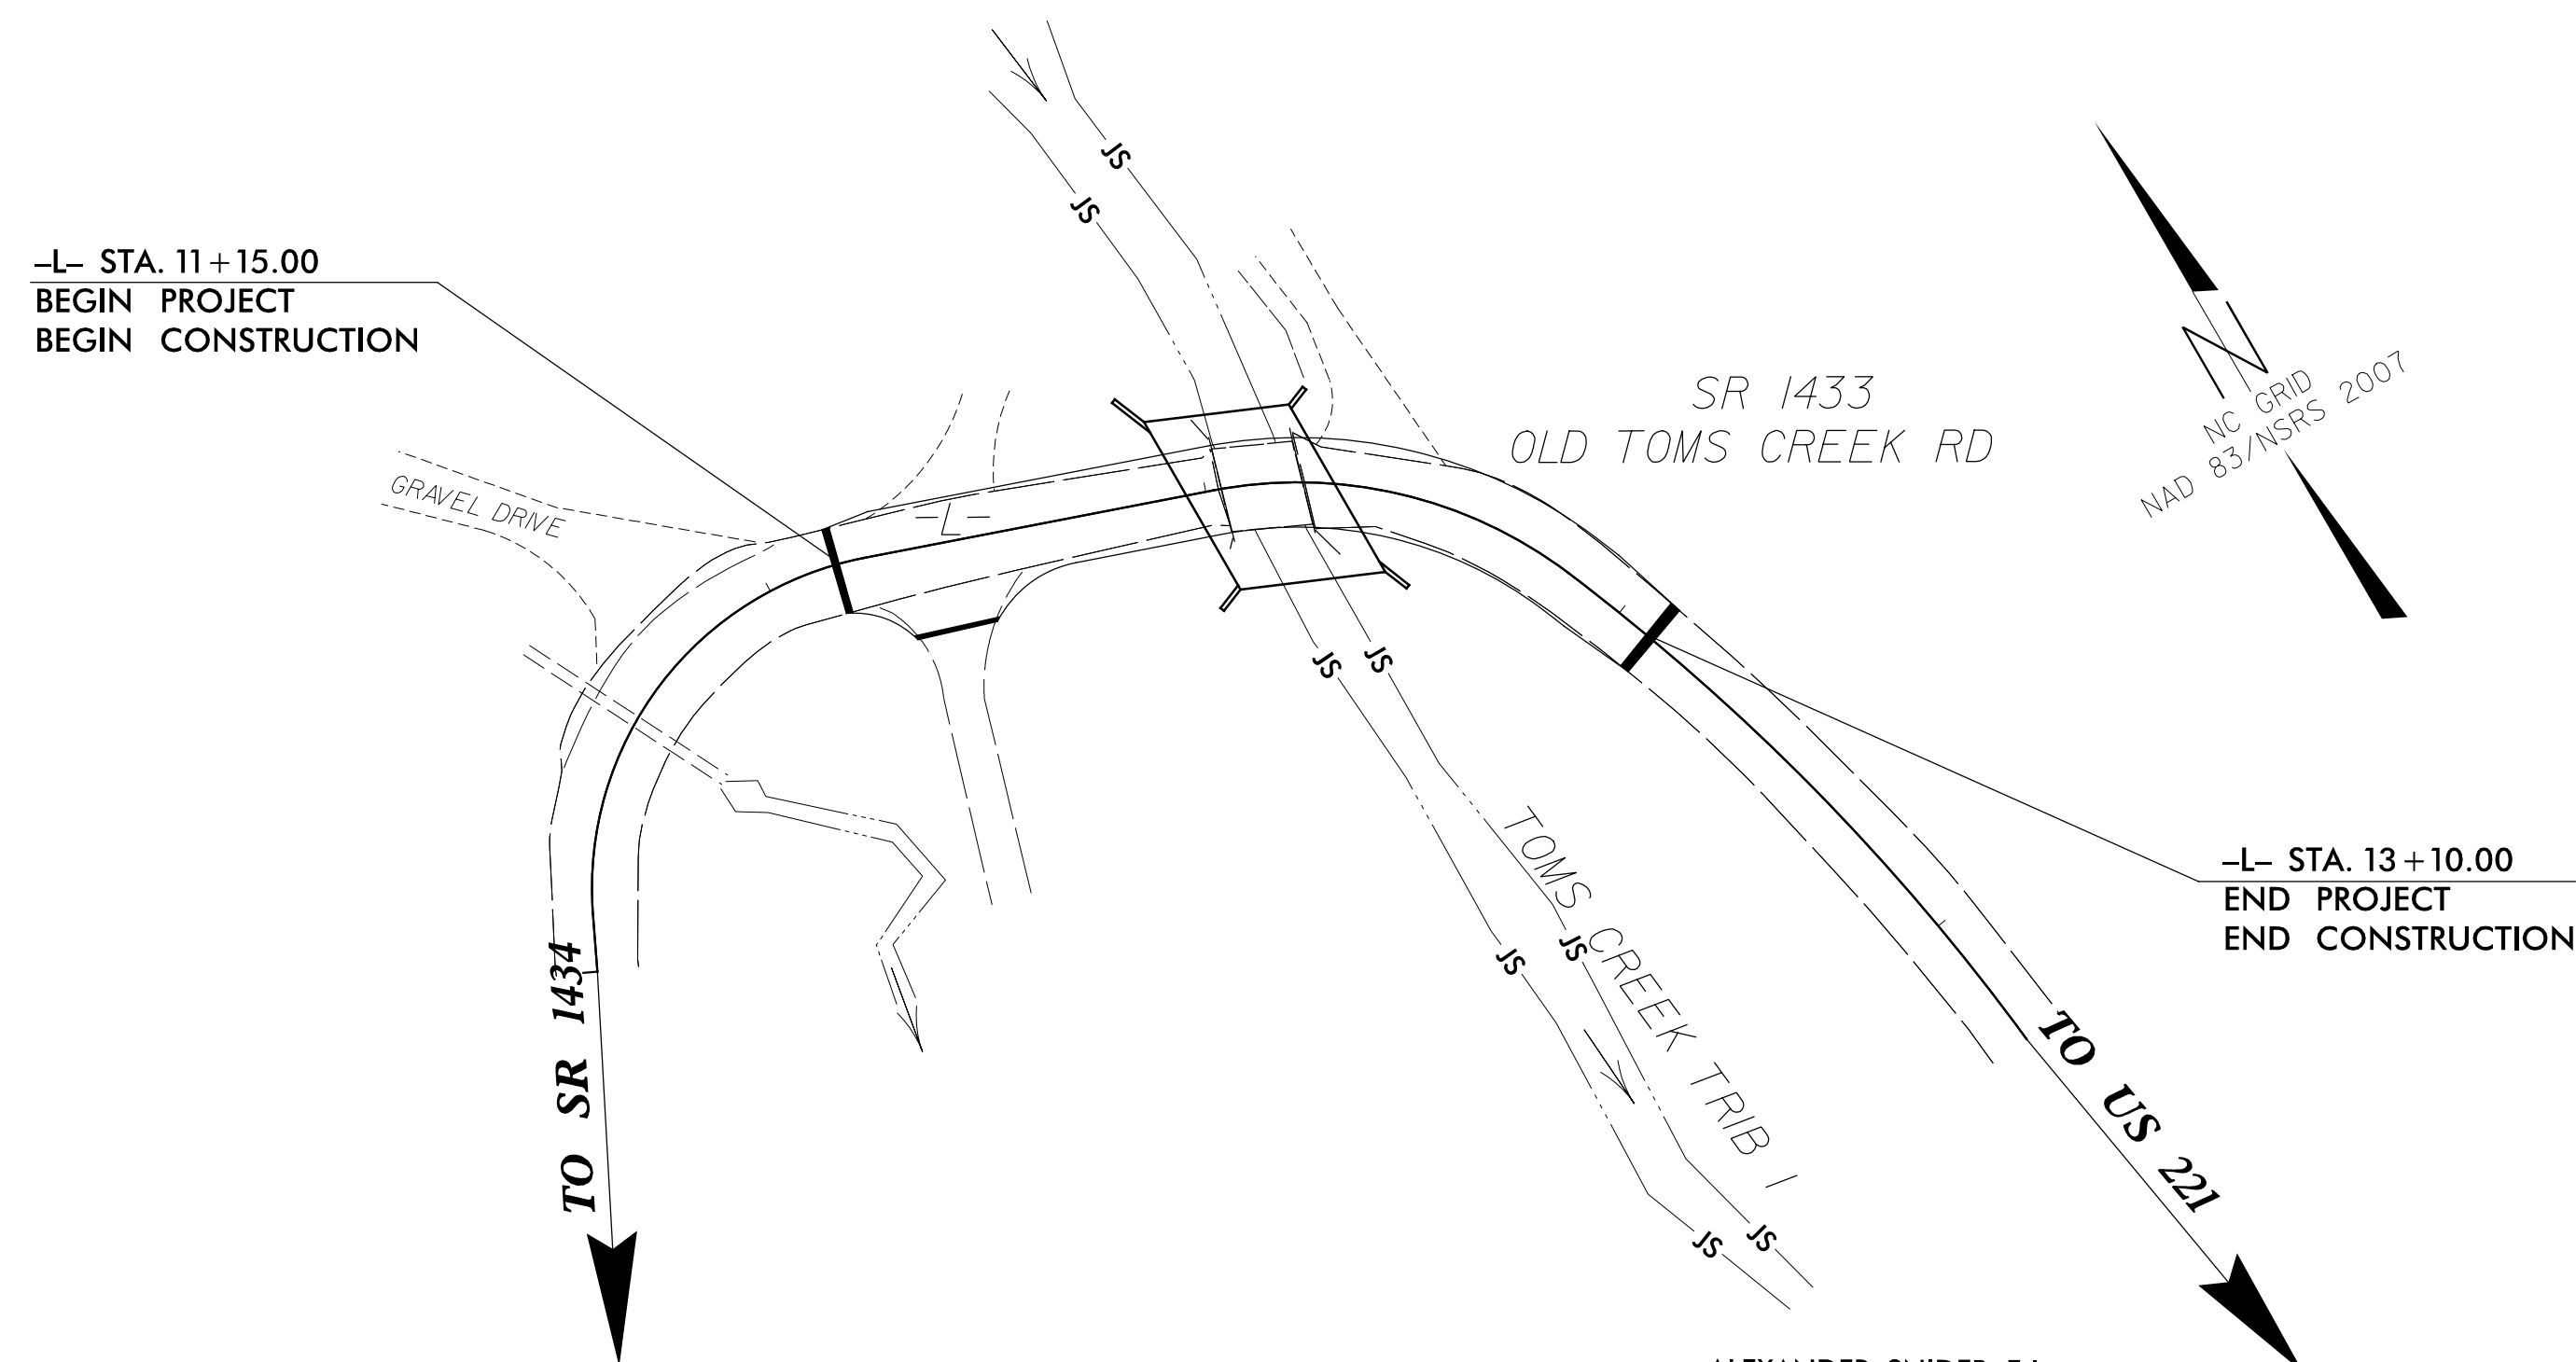 -L- STA. 11+15.00
BEGIN PROJECT
BEGIN CONSTRUCTION
JS
JS
SR 1433
OLD TOMS CREEK RD
N
NC GRID
NAD 83/NSRS 2007
GRAVEL DRIVE
-L-
JS
JS
TOMS CREEK TRIB 1
JS
JS
-L- STA. 13+10.00
END PROJECT
END CONSTRUCTION
TO SR 1434
TO US 221
JS
JS